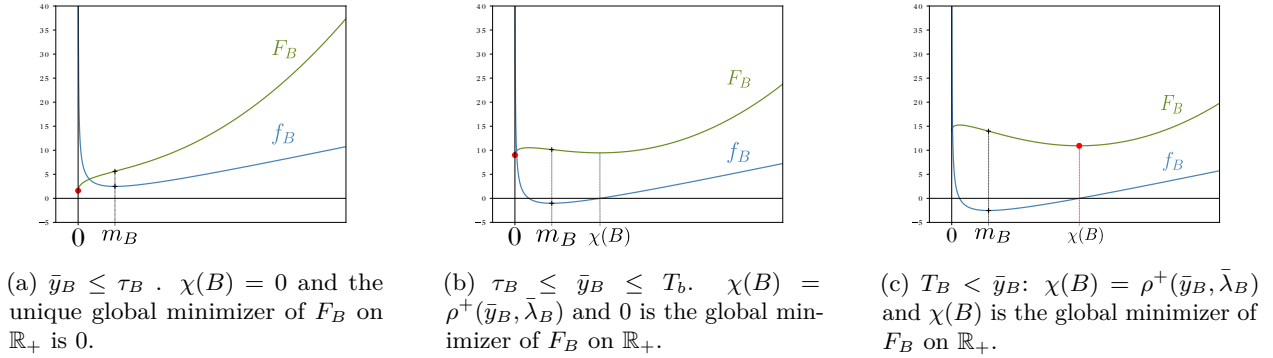 40
35
30
25
20
15
10
5
0
−5
F_B
f_B
0
m_B
40
35
30
25
20
15
10
5
0
−5
F_B
f_B
0
m_B
χ(B)
40
35
30
25
20
15
10
5
0
−5
F_B
f_B
0
m_B
χ(B)
(a) ȳ_B ≤ τ_B . χ(B) = 0 and the
unique global minimizer of F_B on
ℝ_+ is 0.
(b) τ_B ≤ ȳ_B ≤ T_b. χ(B) =
ρ^+(ȳ_B, λ̄_B) and 0 is the global min-
imizer of F_B on ℝ_+.
(c) T_B < ȳ_B: χ(B) = ρ^+(ȳ_B, λ̄_B)
and χ(B) is the global minimizer of
F_B on ℝ_+.